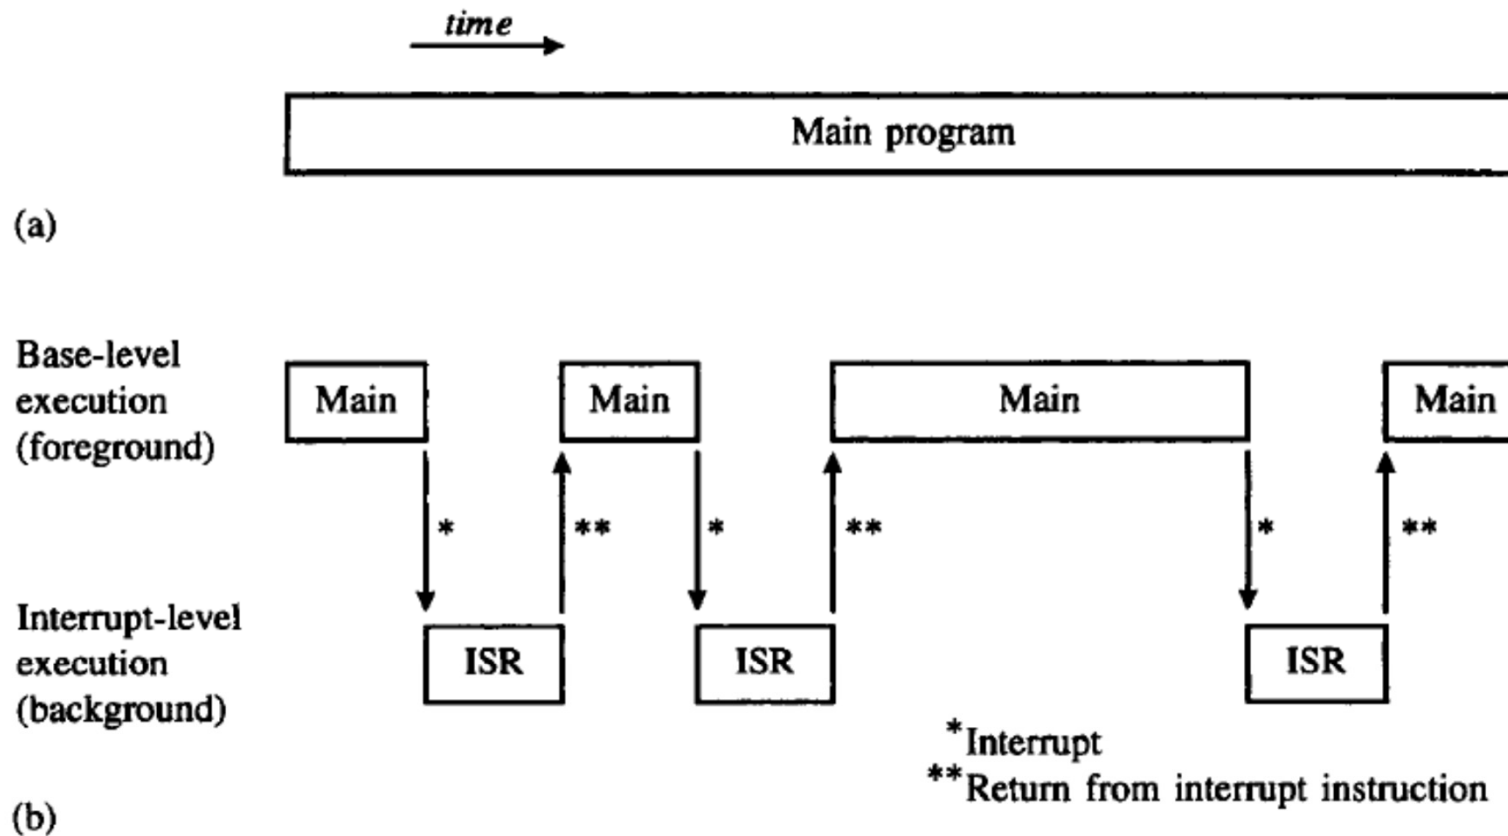 time
Main program
(a)
Base-level
execution
(foreground)
Main
Main
Main
Main
*
**
*
**
*
**
Interrupt-level
execution
(background)
ISR
ISR
ISR
*Interrupt
**Return from interrupt instruction
(b)